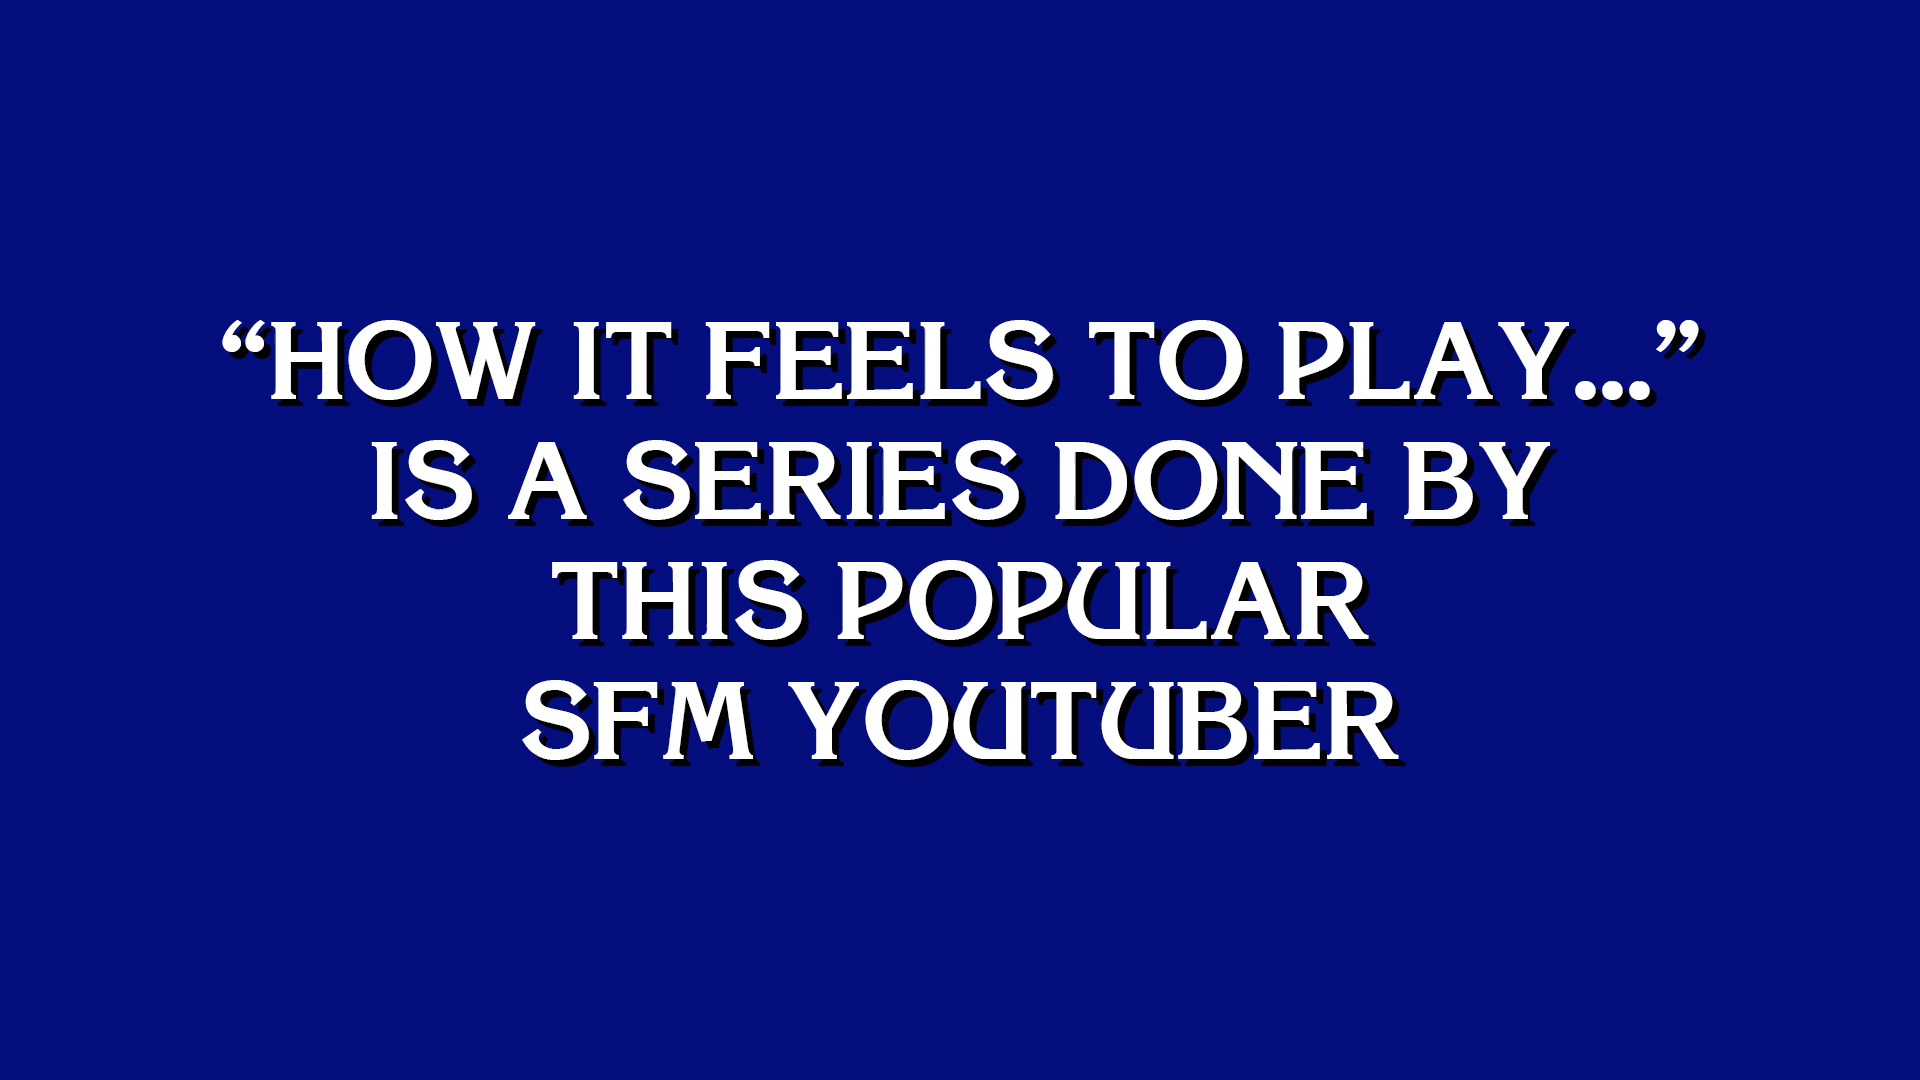 “HOW IT FEELS TO PLAY...”
IS A SERIES DONE BY
THIS POPULAR
SFM YOUTUBER